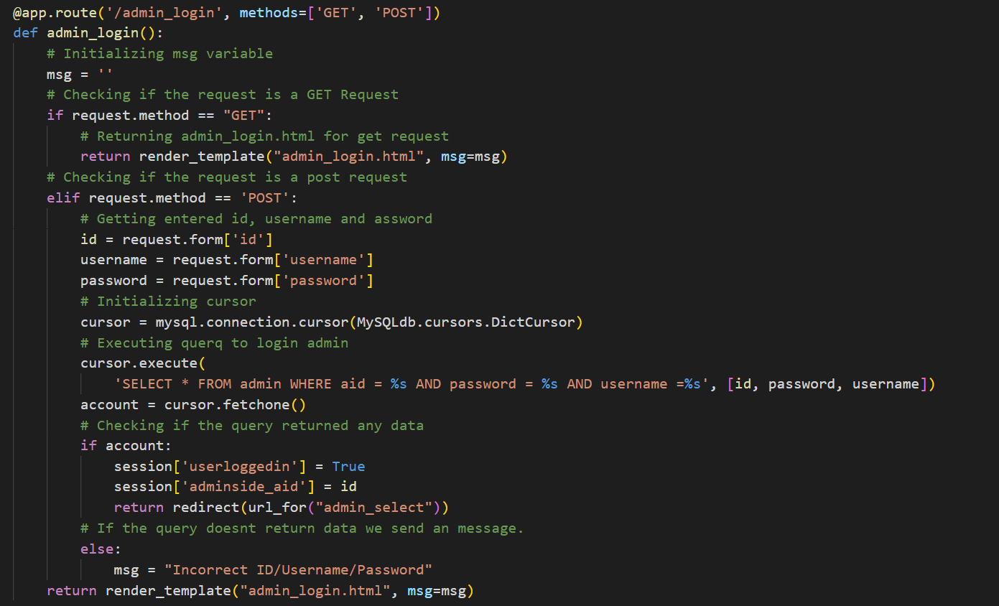 @app.route('/admin_login', methods=['GET', 'POST'])
def admin_login():
    # Initializing msg variable
    msg = ''
    # Checking if the request is a GET Request
    if request.method == "GET":
        # Returning admin_login.html for get request
        return render_template("admin_login.html", msg=msg)
    # Checking if the request is a post request
    elif request.method == 'POST':
        # Getting entered id, username and assword
        id = request.form['id']
        username = request.form['username']
        password = request.form['password']
        # Initializing cursor
        cursor = mysql.connection.cursor(MySQLdb.cursors.DictCursor)
        # Executing querq to login admin
        cursor.execute(
            'SELECT * FROM admin WHERE aid = %s AND password = %s AND username =%s', [id, password, username])
        account = cursor.fetchone()
        # Checking if the query returned any data
        if account:
            session['userloggedin'] = True
            session['adminside_aid'] = id
            return redirect(url_for("admin_select"))
        # If the query doesnt return data we send an message.
        else:
            msg = "Incorrect ID/Username/Password"
    return render_template("admin_login.html", msg=msg)